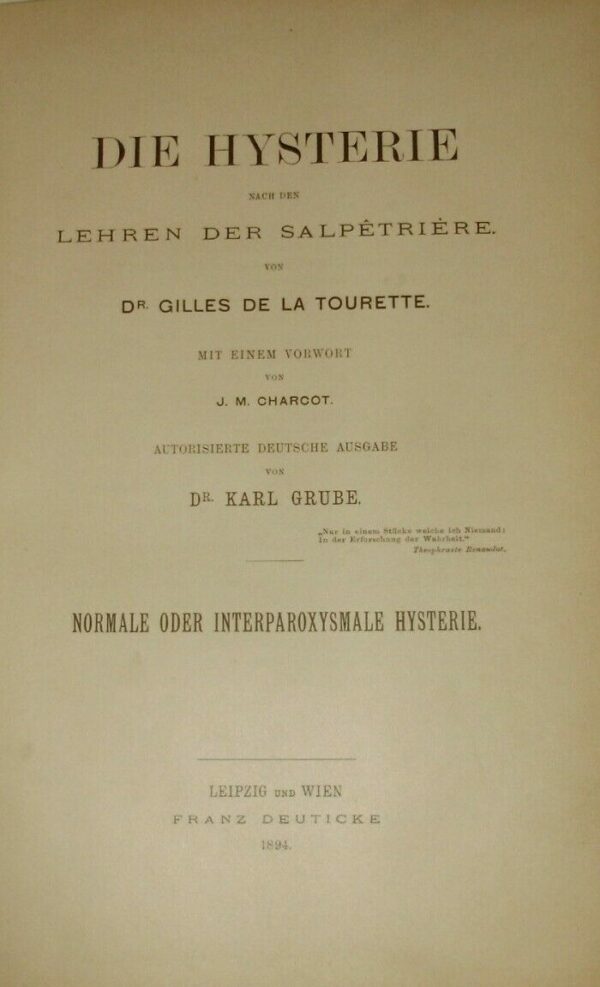 DIE HYSTERIE
NACH DEN
LEHREN DER SALPÊTRIÈRE.
VON
DR. GILLES DE LA TOURETTE.
MIT EINEM VORWORT
VON
J. M. CHARCOT.
AUTORISIERTE DEUTSCHE AUSGABE
VON
DR. KARL GRUBE.
„Nur in einem Stücke weiche ich Niemand:
In der Erforschung der Wahrheit."
Théophraste Renaudot.
NORMALE ODER INTERPAROXYSMALE HYSTERIE.
LEIPZIG UND WIEN
FRANZ DEUTICKE
1894.